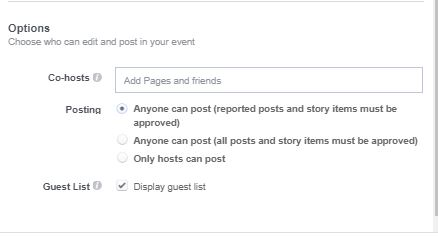 Options
Choose who can edit and post in your event
Co-hosts
Add Pages and friends
Posting
Anyone can post (reported posts and story items must be
approved)
Anyone can post (all posts and story items must be approved)
Only hosts can post
Guest List
Display guest list